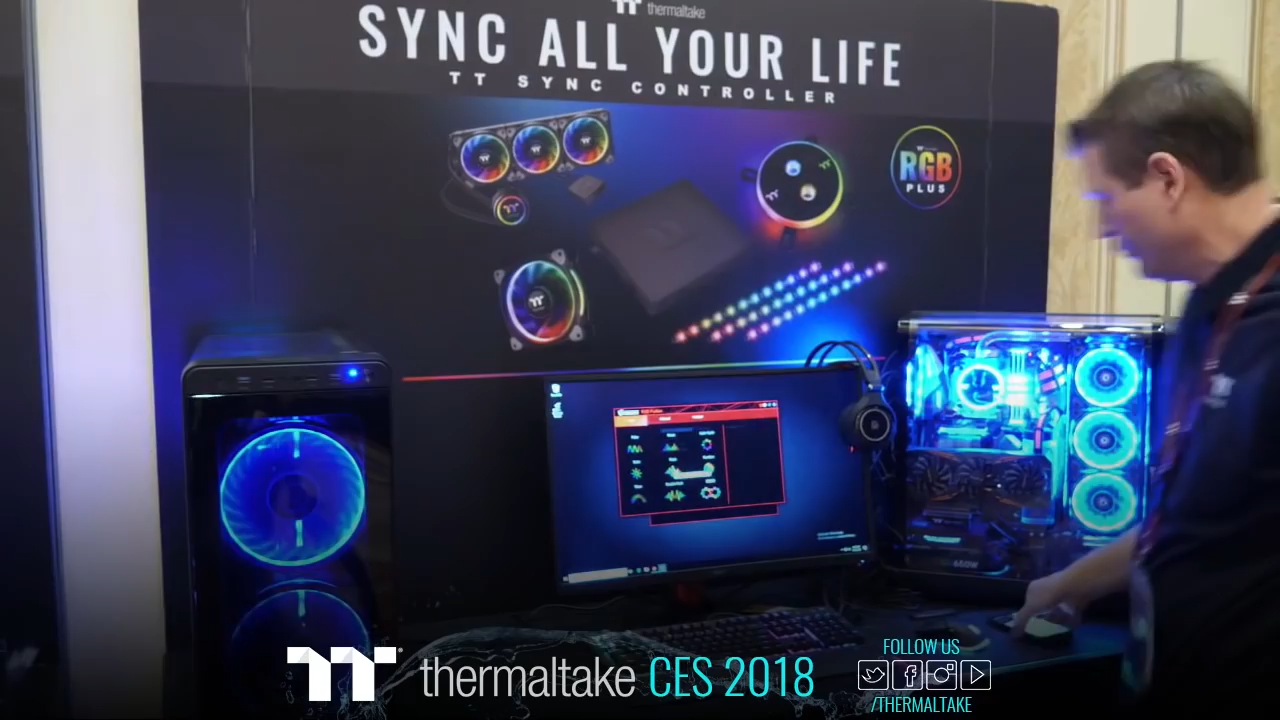 thermaltake
SYNC ALL YOUR LIFE
TT SYNC CONTROLLER
RGB
PLUS
thermaltake CES 2018
FOLLOW US
/THERMALTAKE